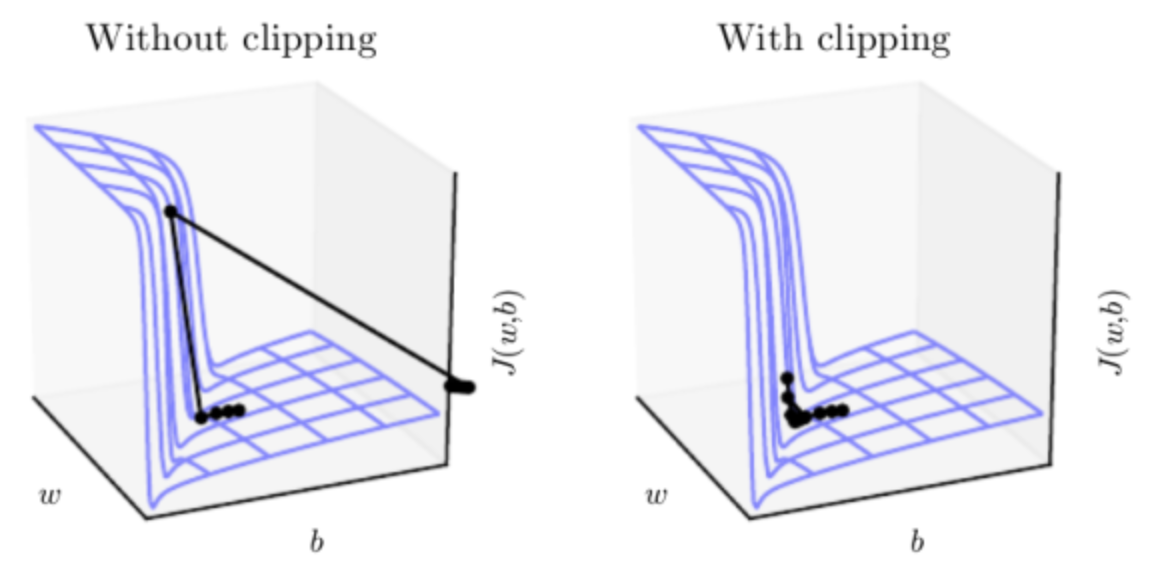 Without clipping
With clipping
J(w,b)
J(w,b)
w
w
b
b